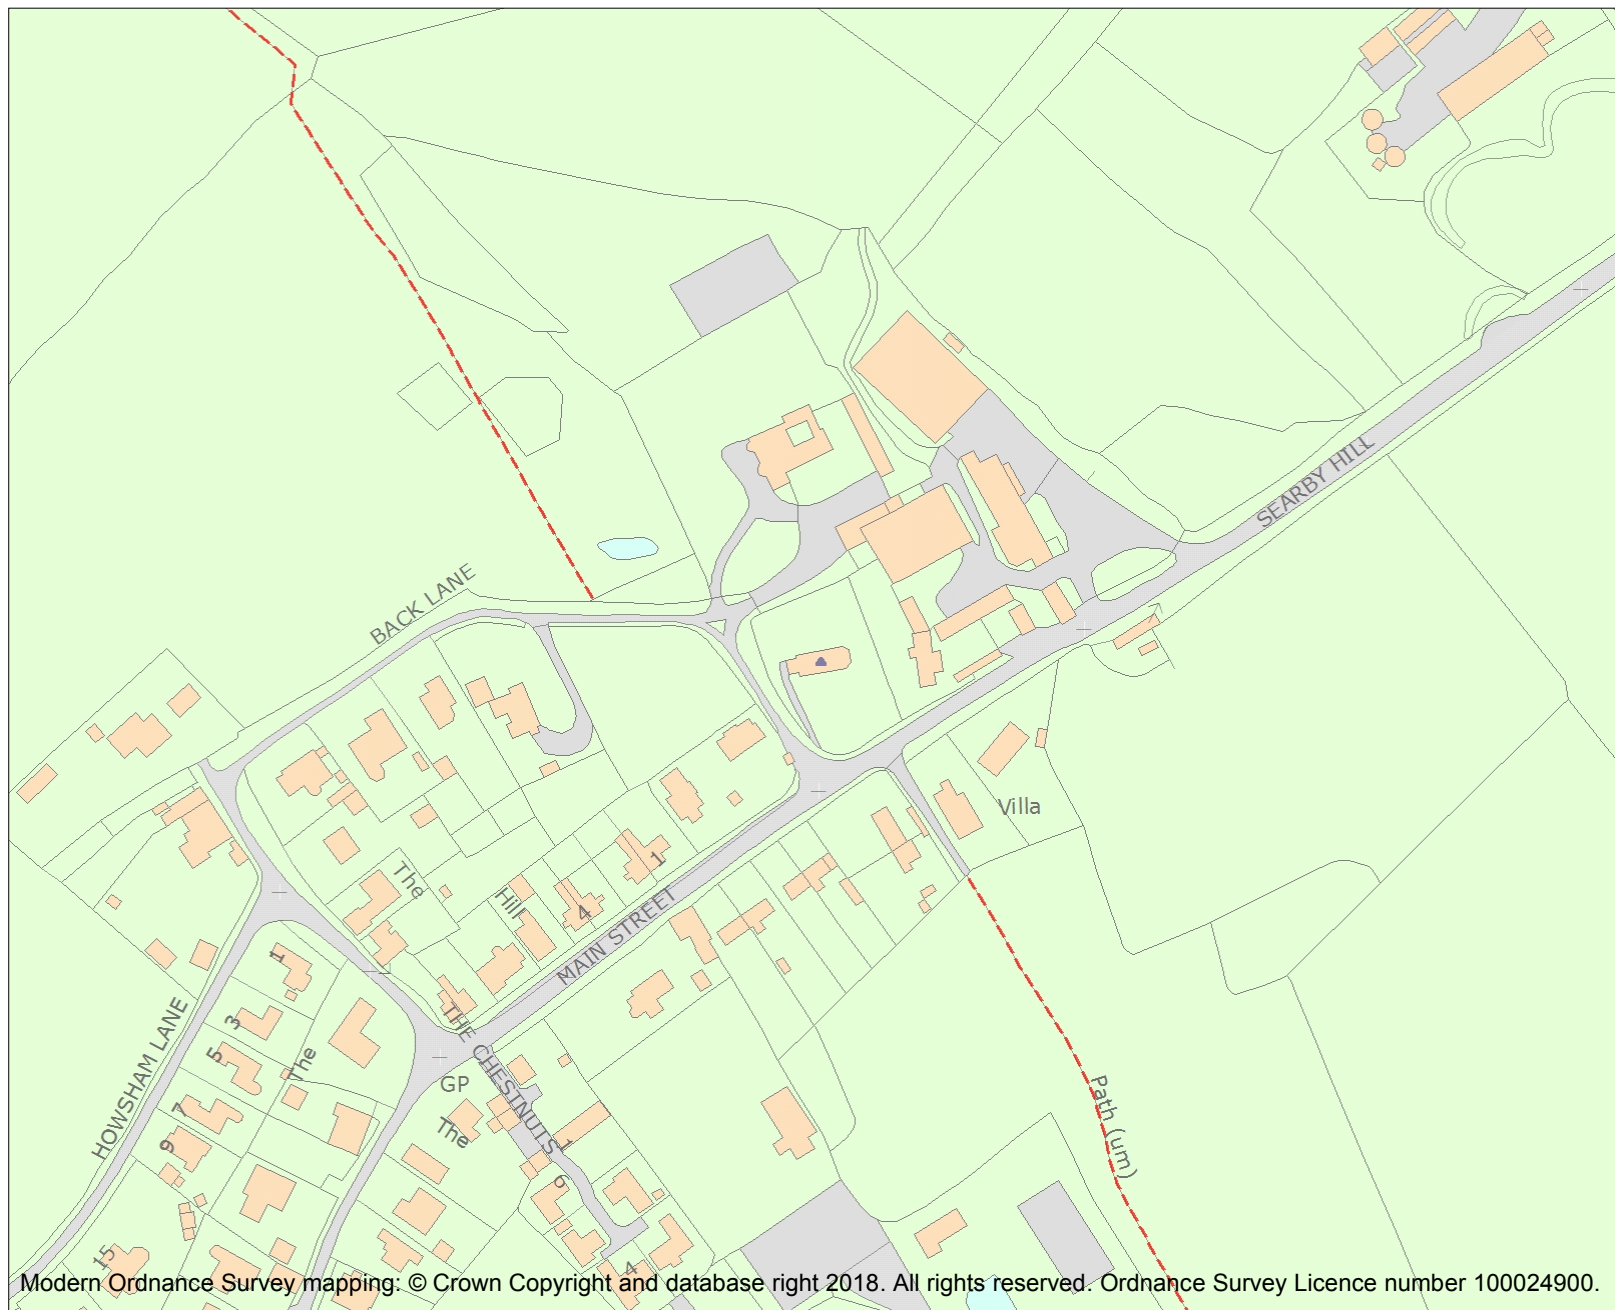 SEARBY HILL
BACK LANE
Villa
The
1
Hill
4
MAIN STREET
1
3
HOWSHAM LANE
THE CHESTNUTS
5
The
GP
Path (um)
7
The
9
1
6
15
4
Modern Ordnance Survey mapping: © Crown Copyright and database right 2018. All rights reserved. Ordnance Survey Licence number 100024900.